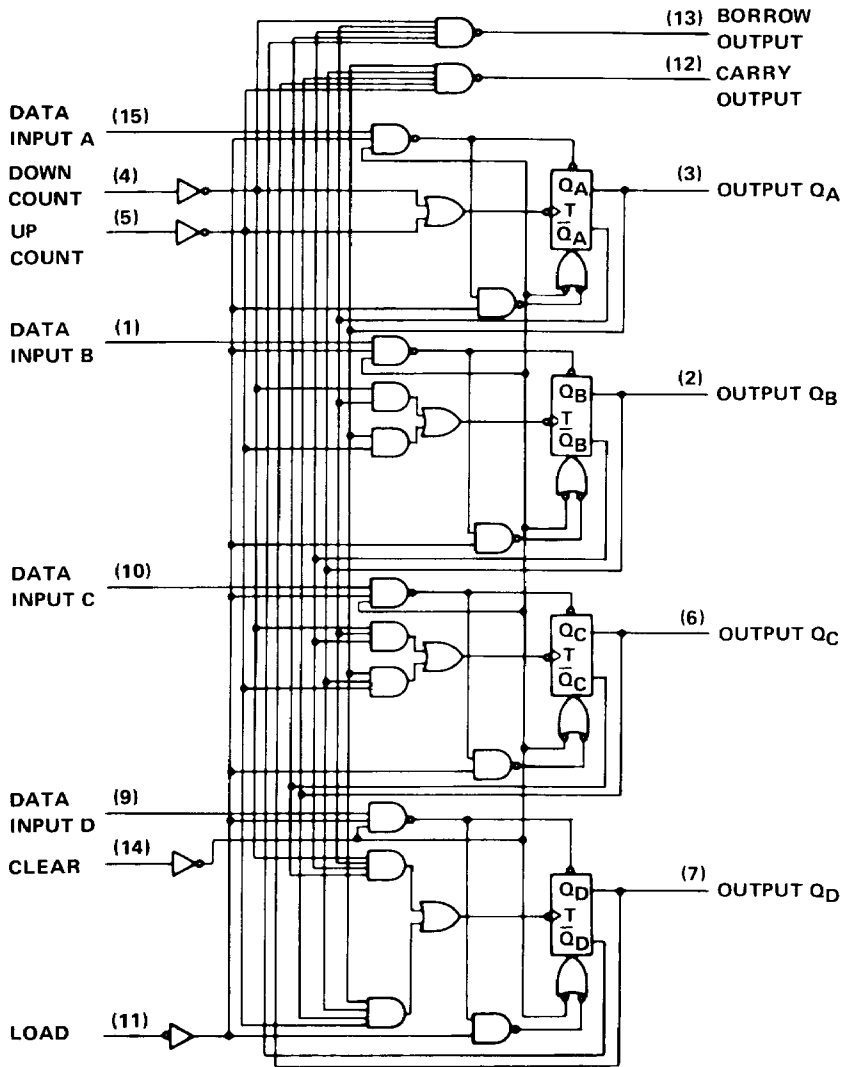 (13) BORROW
OUTPUT
(12) CARRY
OUTPUT
DATA (15)
INPUT A
DOWN (4)
COUNT
UP (5)
COUNT
QA
T
Q̅A
(3) OUTPUT QA
DATA (1)
INPUT B
QB
T
Q̅B
(2) OUTPUT QB
DATA (10)
INPUT C
QC
T
Q̅C
(6) OUTPUT QC
DATA (9)
INPUT D
CLEAR (14)
QD
T
Q̅D
(7) OUTPUT QD
LOAD (11)